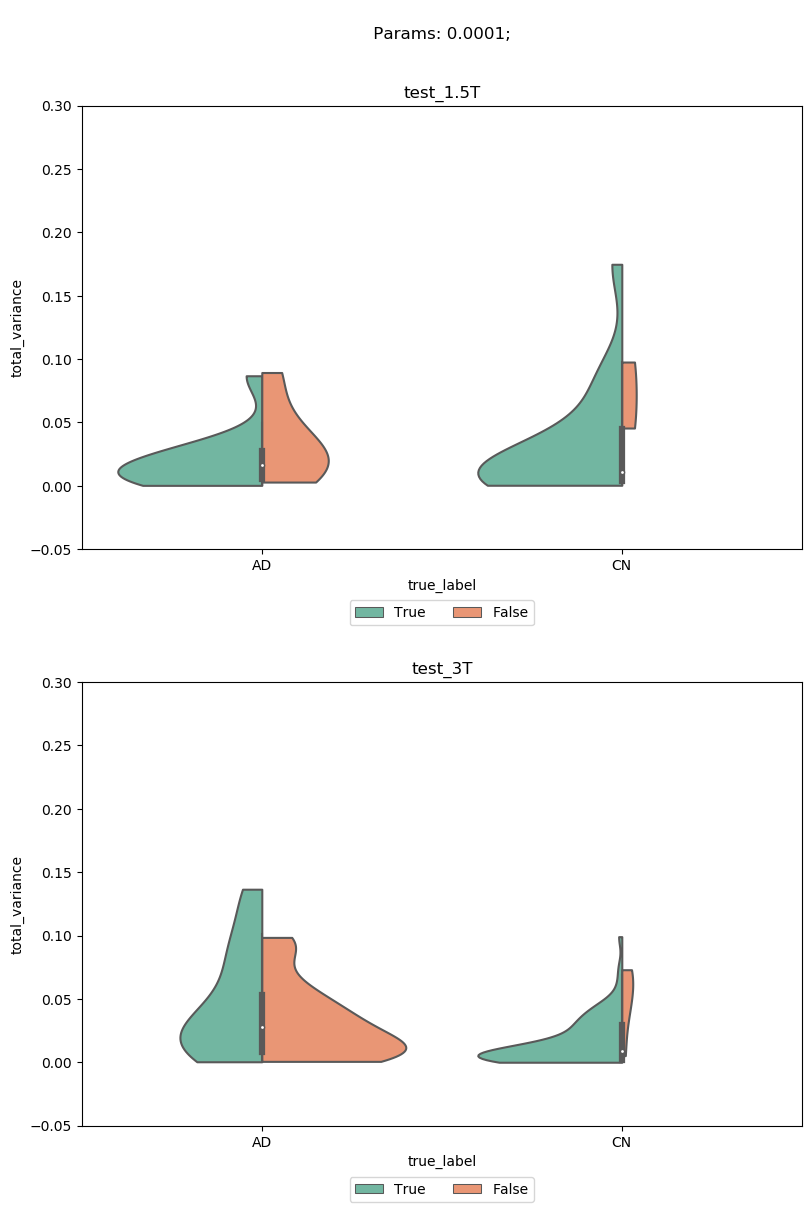 Params: 0.0001;
test_1.5T
0.30
0.25
0.20
0.15
0.10
0.05
0.00
−0.05
total_variance
AD CN
true_label
True False
test_3T
0.30
0.25
0.20
0.15
0.10
0.05
0.00
−0.05
total_variance
AD CN
true_label
True False